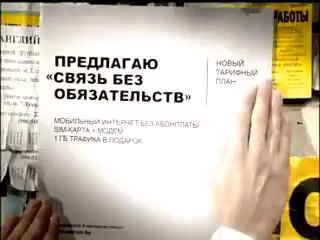 ПРЕДЛАГАЮ
«СВЯЗЬ БЕЗ
ОБЯЗАТЕЛЬСТВ»
НОВЫЙ
ТАРИФНЫЙ
ПЛАН
МОБИЛЬНЫЙ ИНТЕРНЕТ БЕЗ АБОНПЛАТЫ
SIM-КАРТА + МОДЕМ
1 ГБ ТРАФИКА В ПОДАРОК
АНГЛИЙ
РАБОТЫ